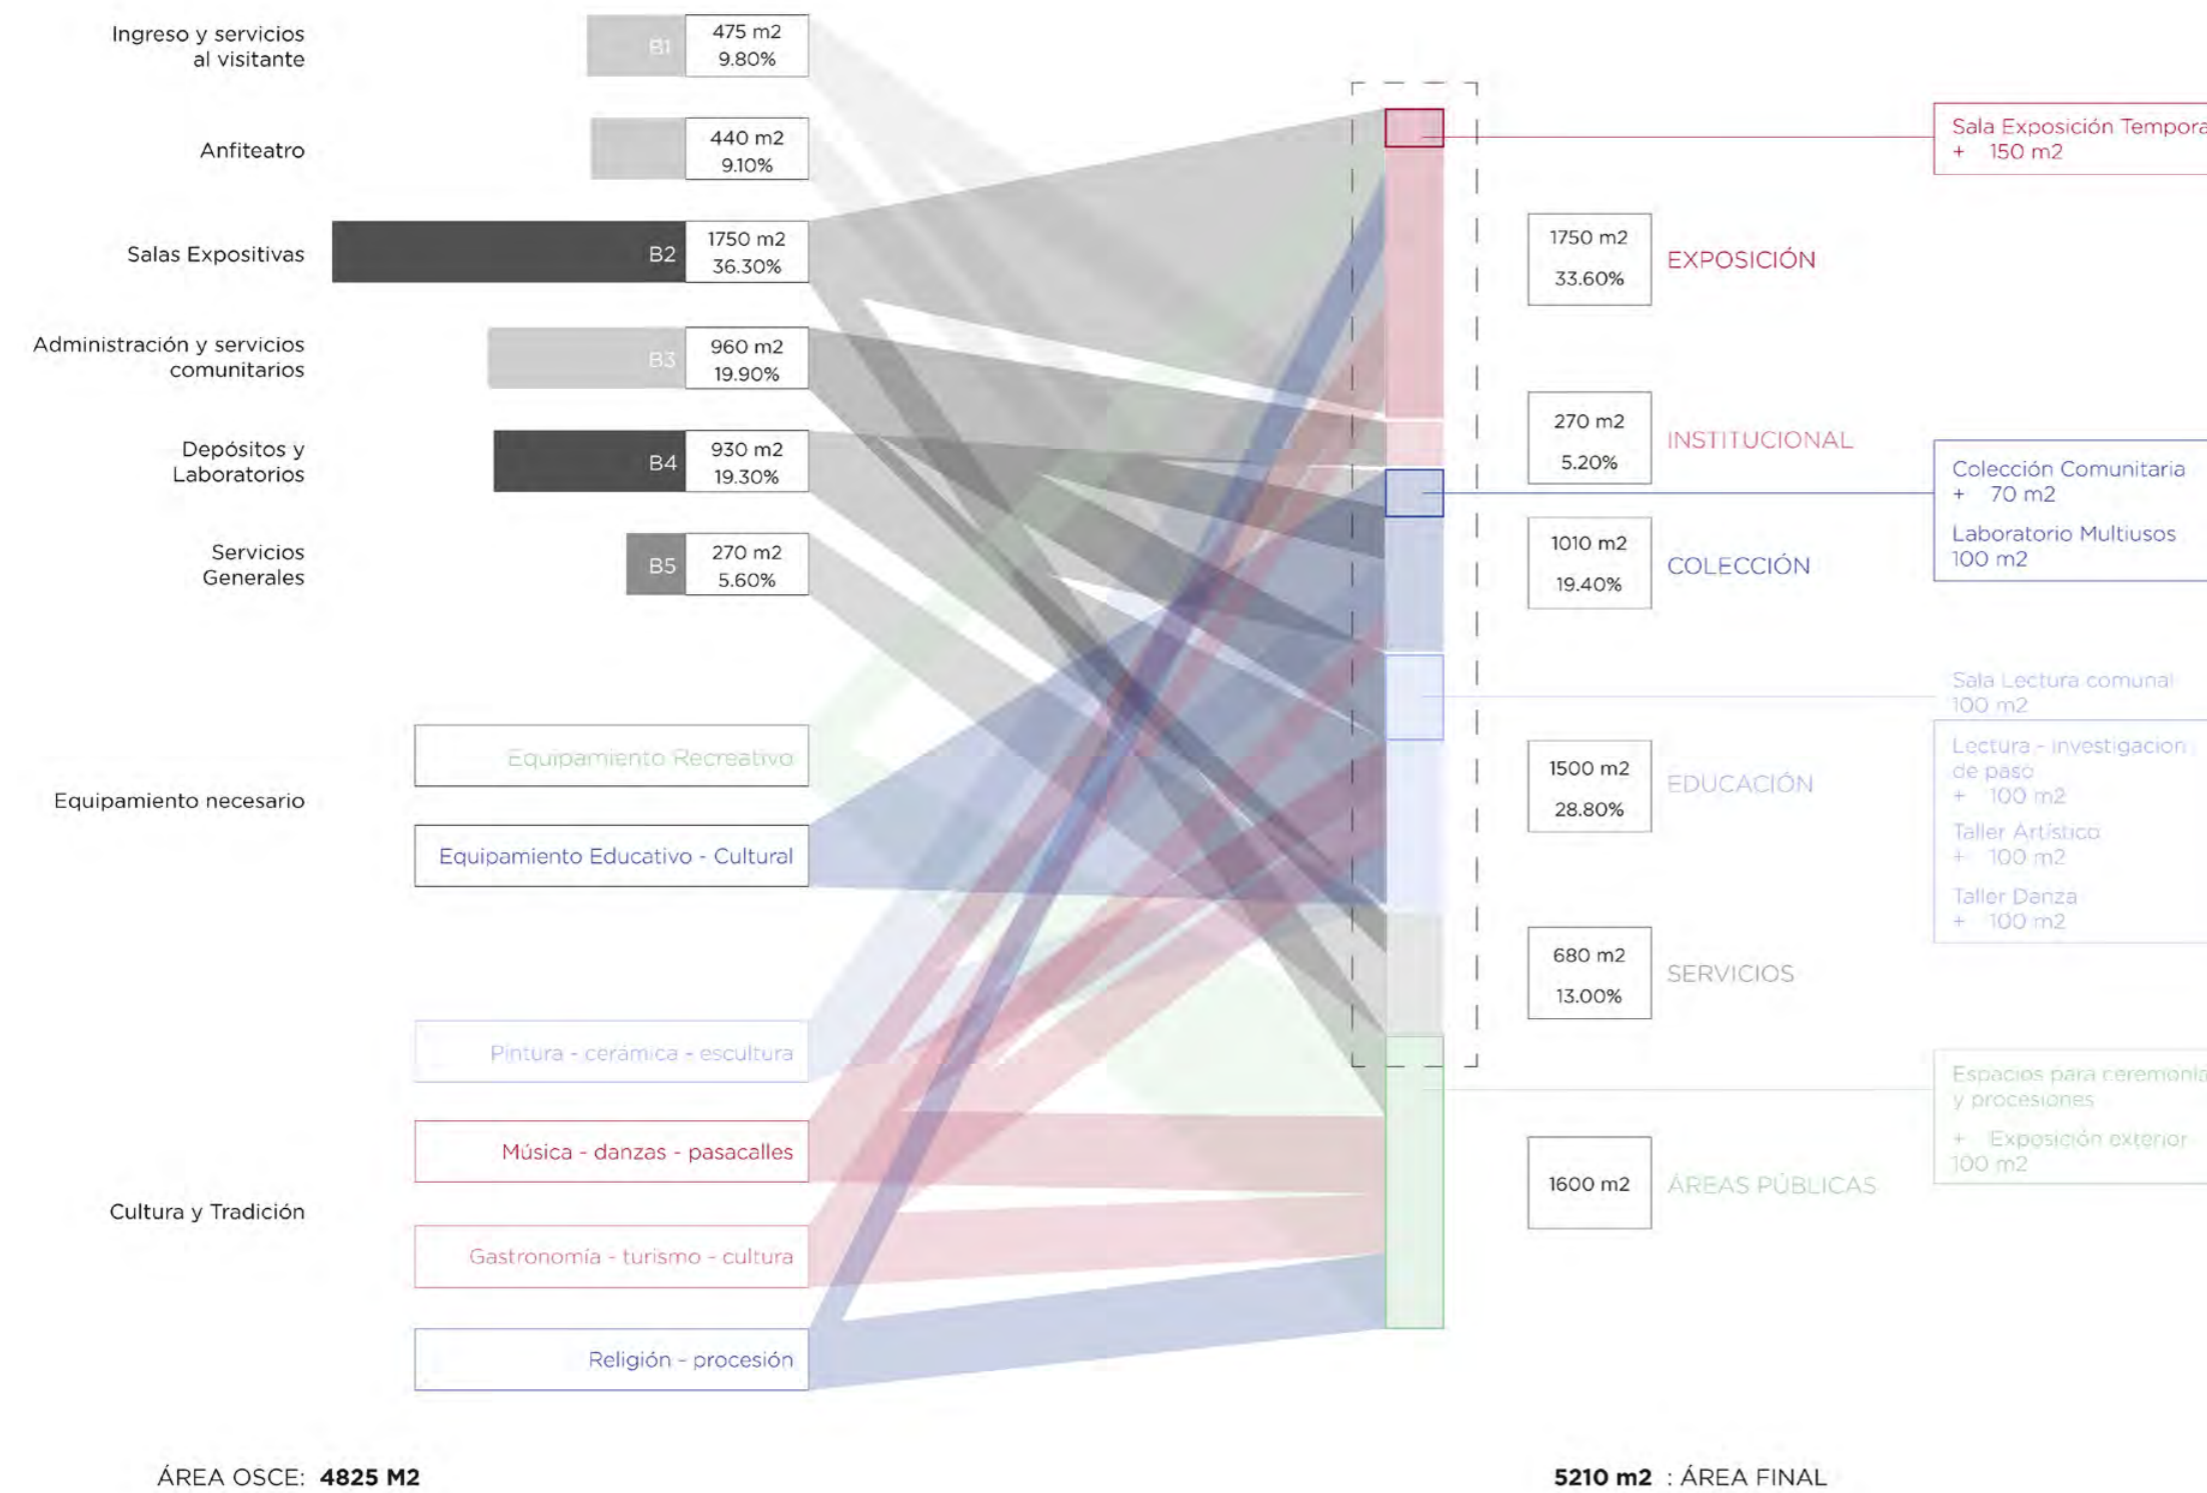 Ingreso y servicios
al visitante
B1
475 m2
9.80%
Anfiteatro
440 m2
9.10%
Salas Expositivas
B2
1750 m2
36.30%
Administración y servicios
comunitarios
B3
960 m2
19.90%
Depósitos y
Laboratorios
B4
930 m2
19.30%
Servicios
Generales
B5
270 m2
5.60%
Equipamiento necesario
Equipamiento Recreativo
Equipamiento Educativo - Cultural
Cultura y Tradición
Pintura - cerámica - escultura
Música - danzas - pasacalles
Gastronomía - turismo - cultura
Religión - procesión
1750 m2
33.60%
EXPOSICIÓN
270 m2
5.20%
INSTITUCIONAL
1010 m2
19.40%
COLECCIÓN
1500 m2
28.80%
EDUCACIÓN
680 m2
13.00%
SERVICIOS
1600 m2
ÁREAS PÚBLICAS
Sala Exposición Tempora
+ 150 m2
Colección Comunitaria
+ 70 m2
Laboratorio Multiusos
100 m2
Sala Lectura comunal
100 m2
Lectura - investigacion
de paso
+ 100 m2
Taller Artístico
+ 100 m2
Taller Danza
+ 100 m2
Espacios para ceremonia
y procesiones
+ Exposición exterior
100 m2
ÁREA OSCE: 4825 M2
5210 m2 : ÁREA FINAL